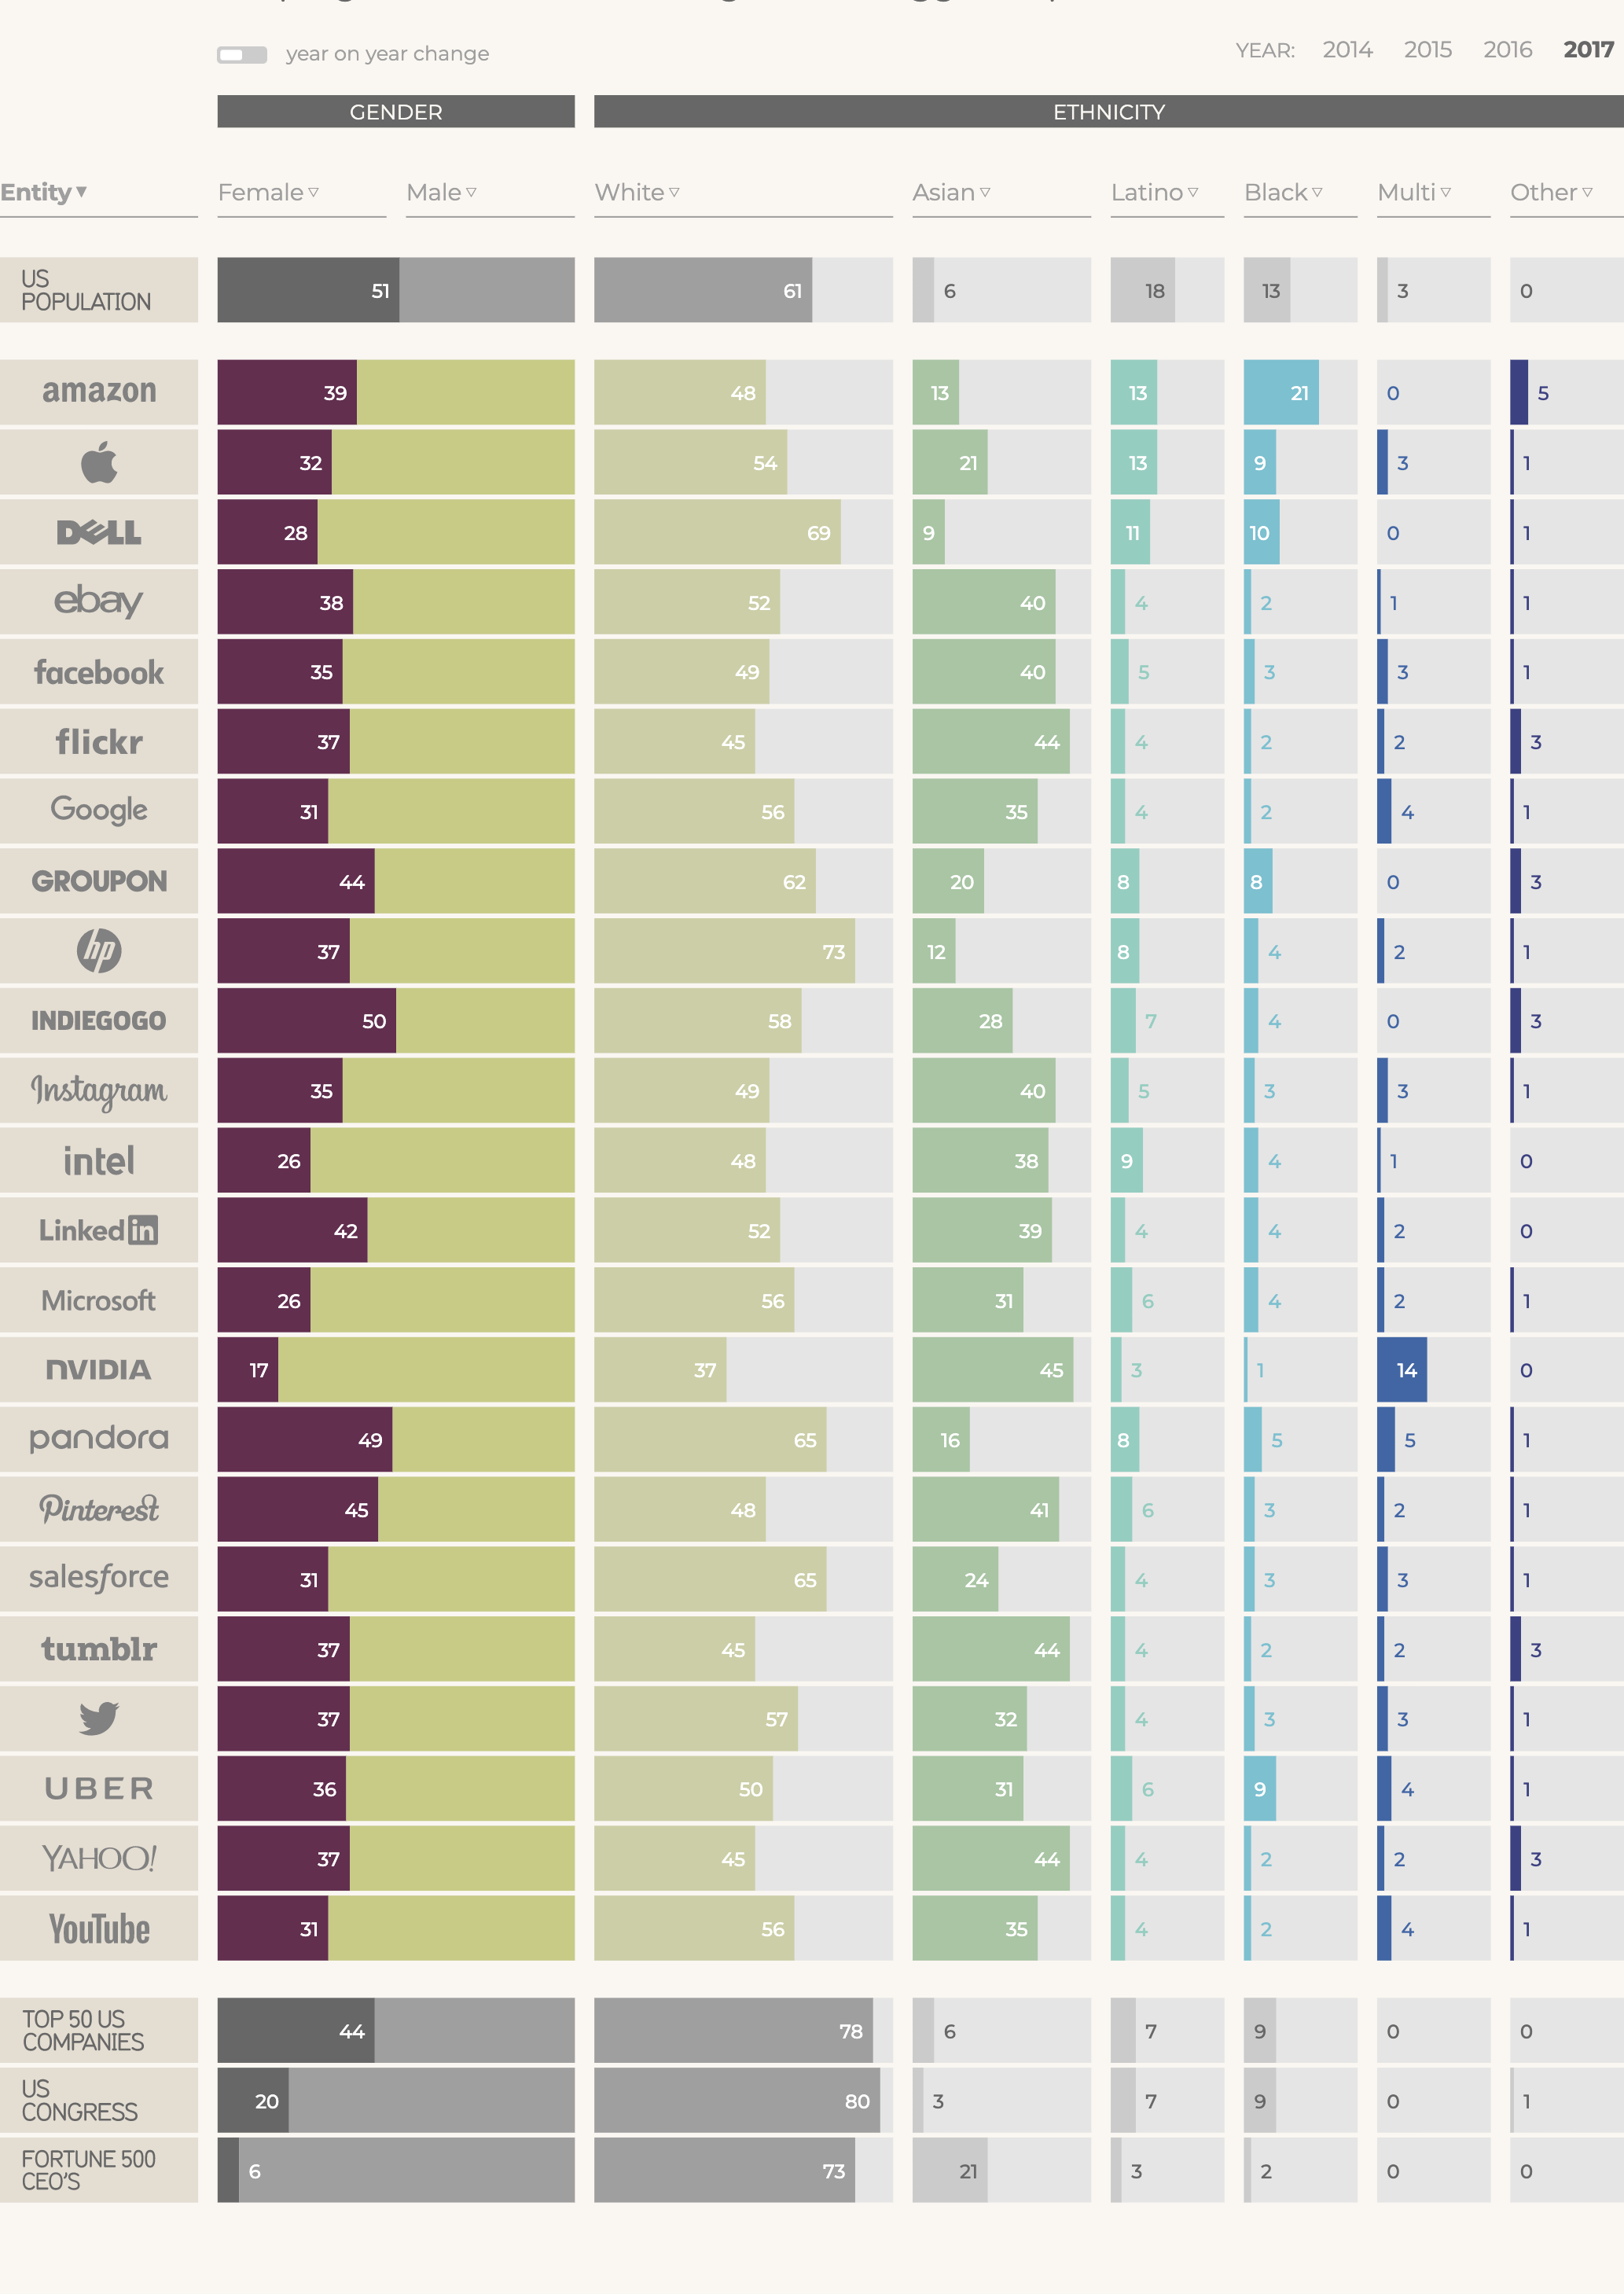 year on year change YEAR: 2014 2015 2016 2017
GENDER ETHNICITY
Entity▼ Female▽ Male▽ White▽ Asian▽ Latino▽ Black▽ Multi▽ Other▽
US
POPULATION 51 61 6 18 13 3 0
amazon 39 48 13 13 21 0 5
32 54 21 13 9 3 1
DELL 28 69 9 11 10 0 1
ebay 38 52 40 4 2 1 1
facebook 35 49 40 5 3 3 1
flickr 37 45 44 4 2 2 3
Google 31 56 35 4 2 4 1
GROUPON 44 62 20 8 8 0 3
hp 37 73 12 8 4 2 1
INDIEGOGO 50 58 28 7 4 0 3
Instagram 35 49 40 5 3 3 1
intel 26 48 38 9 4 1 0
Linked in 42 52 39 4 4 2 0
Microsoft 26 56 31 6 4 2 1
NVIDIA 17 37 45 3 1 14 0
pandora 49 65 16 8 5 5 1
Pinterest 45 48 41 6 3 2 1
salesforce 31 65 24 4 3 3 1
tumblr 37 45 44 4 2 2 3
37 57 32 4 3 3 1
UBER 36 50 31 6 9 4 1
YAHOO! 37 45 44 4 2 2 3
YouTube 31 56 35 4 2 4 1
TOP 50 US
COMPANIES 44 78 6 7 9 0 0
US
CONGRESS 20 80 3 7 9 0 1
FORTUNE 500
CEO'S 6 73 21 3 2 0 0